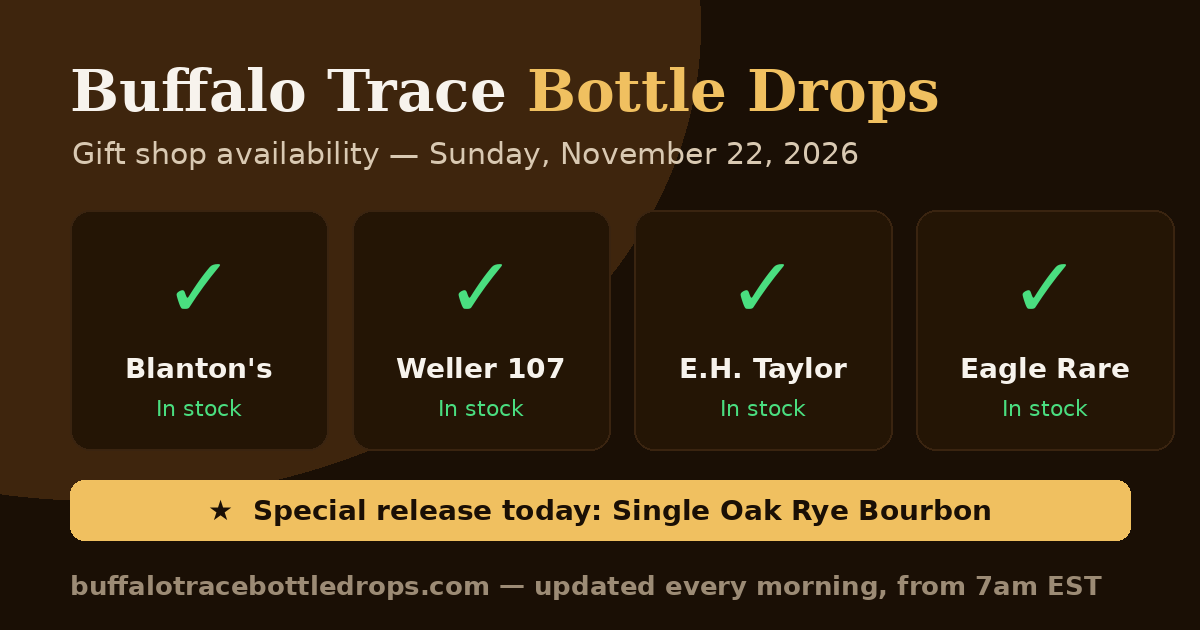 Buffalo Trace Bottle Drops
Gift shop availability — Sunday, November 22, 2026
✓ ✓ ✓ ✓
Blanton's Weller 107 E.H. Taylor Eagle Rare
In stock In stock In stock In stock
★ Special release today: Single Oak Rye Bourbon
buffalotracebottledrops.com — updated every morning, from 7am EST